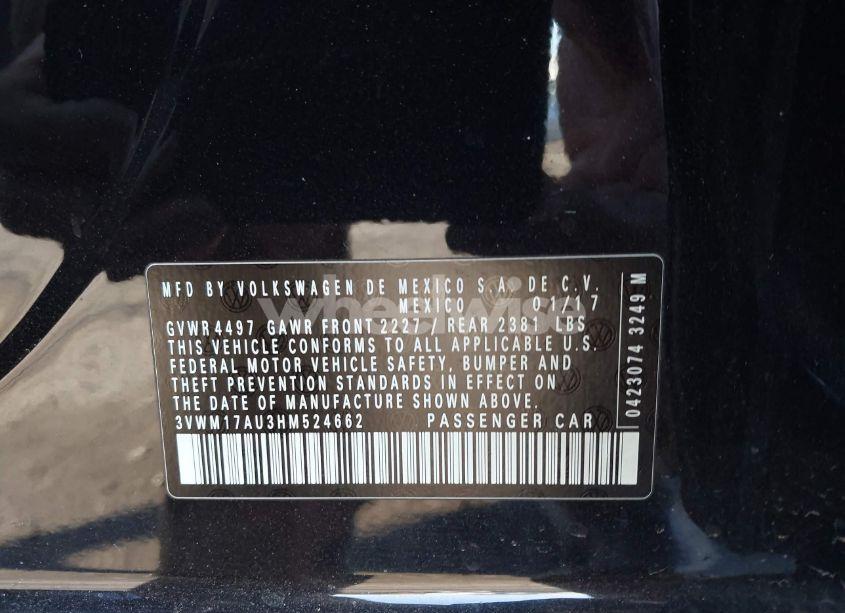 MFD BY VOLKSWAGEN DE MEXICO S.A. DE C.V.
MEXICO 01/17
GVWR 4497 GAWR FRONT 2227 REAR 2381 LBS
THIS VEHICLE CONFORMS TO ALL APPLICABLE U.S.
FEDERAL MOTOR VEHICLE SAFETY, BUMPER AND
THEFT PREVENTION STANDARDS IN EFFECT ON
THE DATE OF MANUFACTURE SHOWN ABOVE.
3VWM17AU3HM524662 PASSENGER CAR
0423074 3249 M
wheelwise